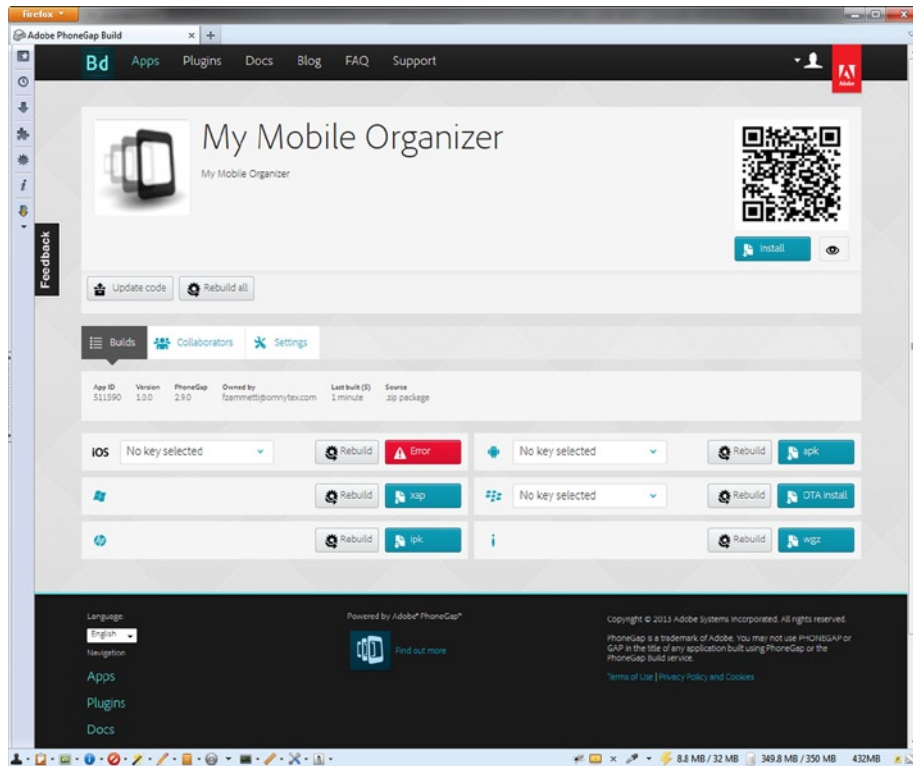 Firefox
Adobe PhoneGap Build
Bd Apps Plugins Docs Blog FAQ Support
Adobe
My Mobile Organizer
My Mobile Organizer
Install
Feedback
Update code Rebuild all
Builds Collaborators Settings
App ID Version PhoneGap Owned by Last built (5) Source
511590 1.0.0 2.9.0 fzammetti@omnytex.com 1 minute .zip package
iOS No key selected Rebuild Error No key selected Rebuild apk
Rebuild xap No key selected Rebuild OTA install
hp Rebuild ipk Rebuild wgz
Language: Powered by Adobe® PhoneGap® Copyright © 2013 Adobe Systems Incorporated. All rights reserved.
English Find out more PhoneGap is a trademark of Adobe. You may not use PHONEGAP or
Navigation GAP in the title of any application built using PhoneGap or the
PhoneGap Build service.
Apps Terms of Use | Privacy Policy and Cookies
Plugins
Docs
8.8 MB / 32 MB 349.8 MB / 350 MB 432MB